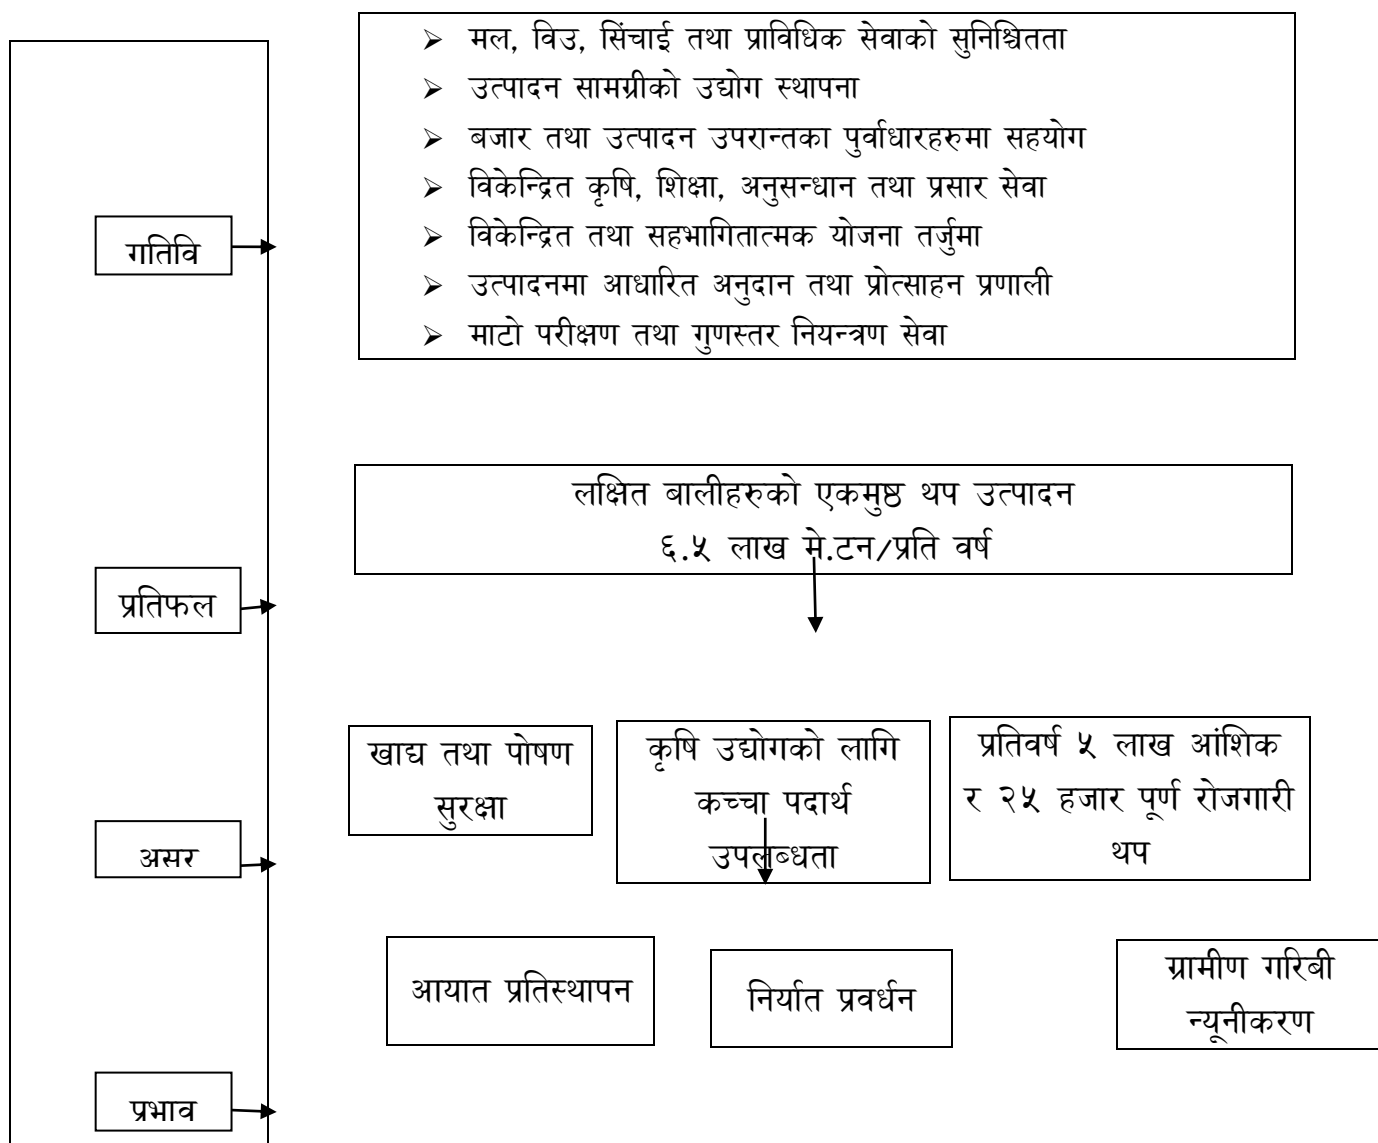 मल, विउ, सिंचाई तथा प्राविधिक सेवाको सुनिश्चितता
उत्पादन सामग्रीको उद्योग स्थापना
बजार तथा उत्पादन उपरान्तका पुर्वाधारहरुमा सहयोग
विकेन्द्रित कृषि, शिक्षा, अनुसन्धान तथा प्रसार सेवा
विकेन्द्रित तथा सहभागितात्मक योजना तर्जुमा
उत्पादनमा आधारित अनुदान तथा प्रोत्साहन प्रणाली
माटो परीक्षण तथा गुणस्तर नियन्त्रण सेवा
गतिवि
लक्षित बालीहरुको एकमुष्ठ थप उत्पादन
६.५ लाख मे.टन/प्रति वर्ष
प्रतिफल
खाद्य तथा पोषण
सुरक्षा
कृषि उद्योगको लागि
कच्चा पदार्थ
उपलब्धता
प्रतिवर्ष ५ लाख आंशिक
र २५ हजार पूर्ण रोजगारी
थप
असर
आयात प्रतिस्थापन
निर्यात प्रवर्धन
ग्रामीण गरिबी
न्यूनीकरण
प्रभाव